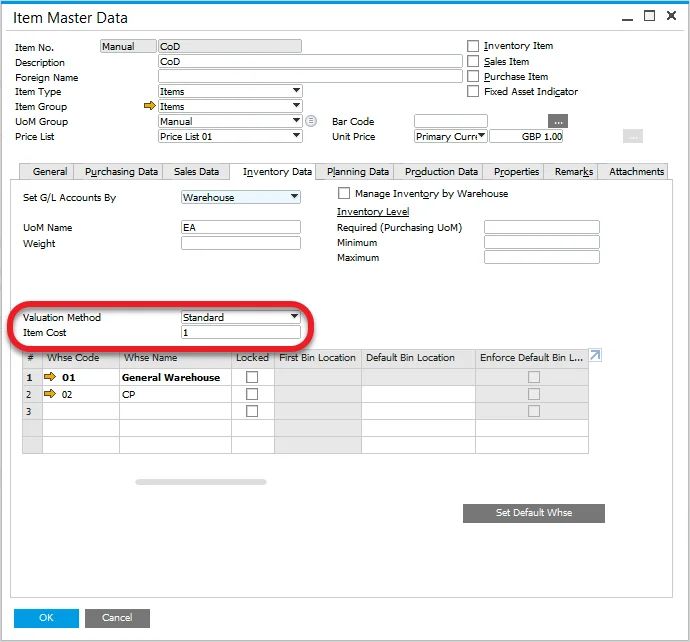 Item Master Data
Item No. Manual CoD Inventory Item
Description CoD Sales Item
Foreign Name Purchase Item
Item Type Items Fixed Asset Indicator
Item Group Items
UoM Group Manual Bar Code ...
Price List Price List 01 Unit Price Primary Curre GBP 1.00 ...
General Purchasing Data Sales Data Inventory Data Planning Data Production Data Properties Remarks Attachments
Set G/L Accounts By Warehouse Manage Inventory by Warehouse
Inventory Level
UoM Name EA Required (Purchasing UoM)
Weight Minimum
Maximum
Valuation Method Standard
Item Cost 1
# Whse Code Whse Name Locked First Bin Location Default Bin Location Enforce Default Bin L...
1 01 General Warehouse
2 02 CP
3
Set Default Whse
OK Cancel